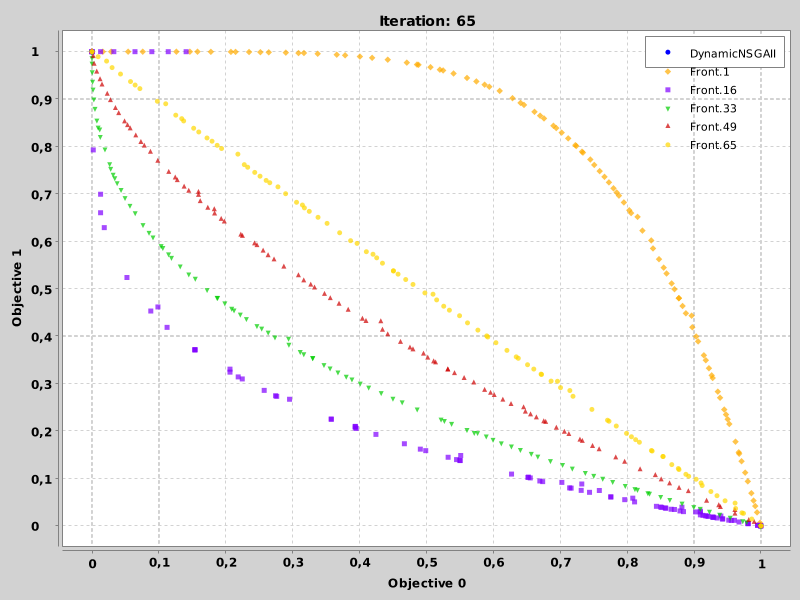 Iteration: 65
DynamicNSGAII
Front.1
Front.16
Front.33
Front.49
Front.65
Objective 1
1
0,9
0,8
0,7
0,6
0,5
0,4
0,3
0,2
0,1
0
0 0,1 0,2 0,3 0,4 0,5 0,6 0,7 0,8 0,9 1
Objective 0